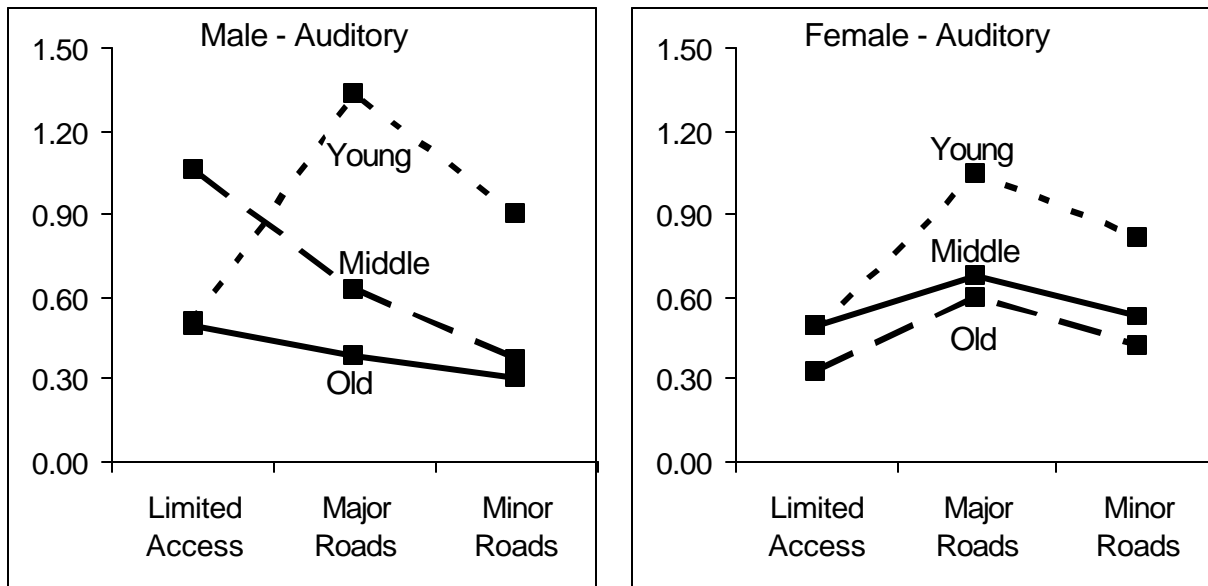 Male - Auditory
1.50
1.20
0.90
0.60
0.30
0.00
Young
Middle
Old
Limited
Access
Major
Roads
Minor
Roads
Female - Auditory
1.50
1.20
0.90
0.60
0.30
0.00
Young
Middle
Old
Limited
Access
Major
Roads
Minor
Roads